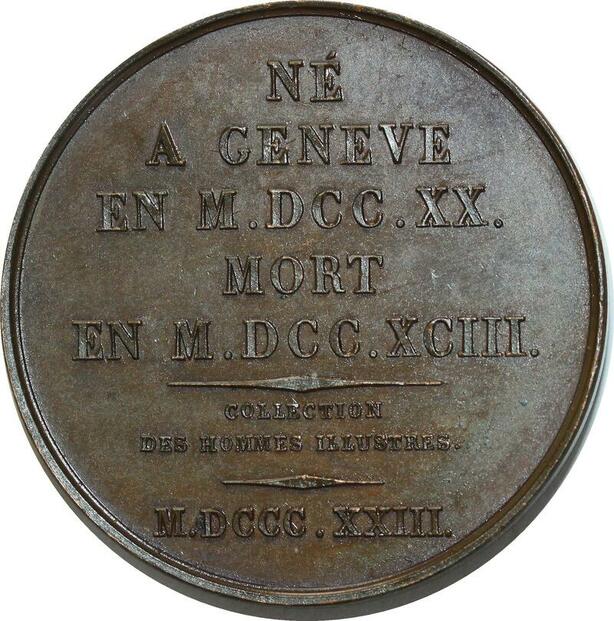 NÉ
A GENEVE
EN M.DCC.XX.
MORT
EN M.DCC.XCIII.
COLLECTION
DES HOMMES ILLUSTRES.
M.DCCC.XXIII.